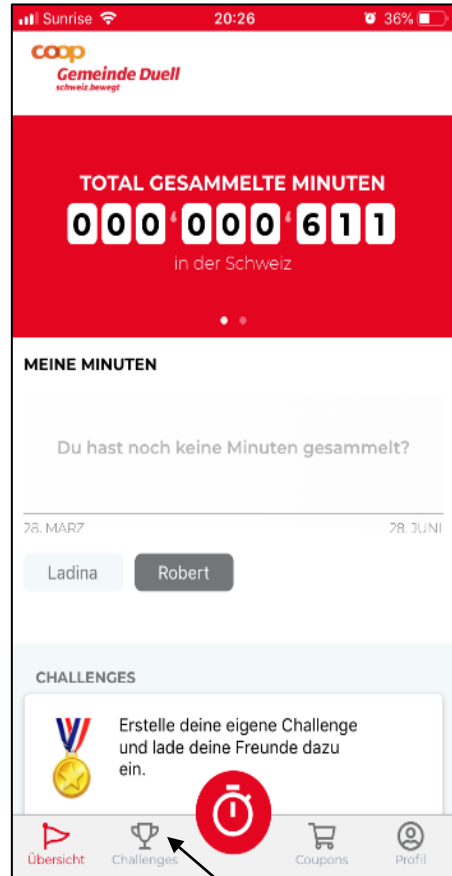 Sunrise 20:26 36%
coop
Gemeinde Duell
schweiz.bewegt
TOTAL GESAMMELTE MINUTEN
000‘000‘611
in der Schweiz
MEINE MINUTEN
Du hast noch keine Minuten gesammelt?
28. MÄRZ 28. JUNI
Ladina Robert
CHALLENGES
Erstelle deine eigene Challenge
und lade deine Freunde dazu
ein.
Übersicht Challenges Coupons Profil